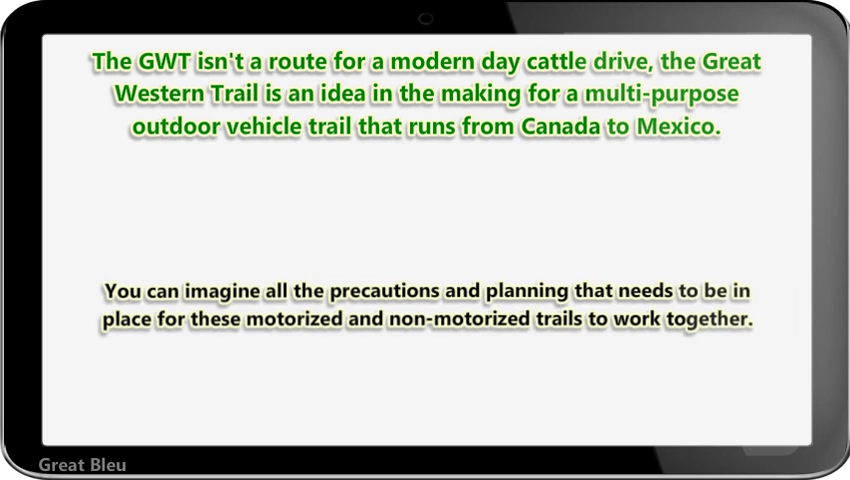 The GWT isn't a route for a modern day cattle drive, the Great
Western Trail is an idea in the making for a multi-purpose
outdoor vehicle trail that runs from Canada to Mexico.
You can imagine all the precautions and planning that needs to be in
place for these motorized and non-motorized trails to work together.
Great Bleu